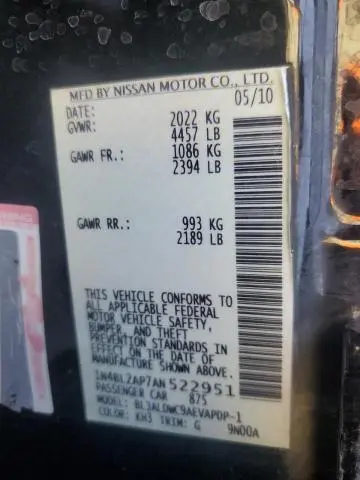 MFD BY NISSAN MOTOR CO., LTD.
05/10
DATE:
GVWR: 2022 KG
4457 LB
GAWR FR.: 1086 KG
2394 LB
GAWR RR.: 993 KG
2189 LB
THIS VEHICLE CONFORMS TO
ALL APPLICABLE FEDERAL
MOTOR VEHICLE SAFETY,
BUMPER, AND THEFT
PREVENTION STANDARDS IN
EFFECT ON THE DATE OF
MANUFACTURE SHOWN ABOVE.
1N4BL2AP7AN522951
PASSENGER CAR 875
MODEL: BL3ALDWC9AEVAPDP-1
COLOR: KH3 TRIM: G 9N00A